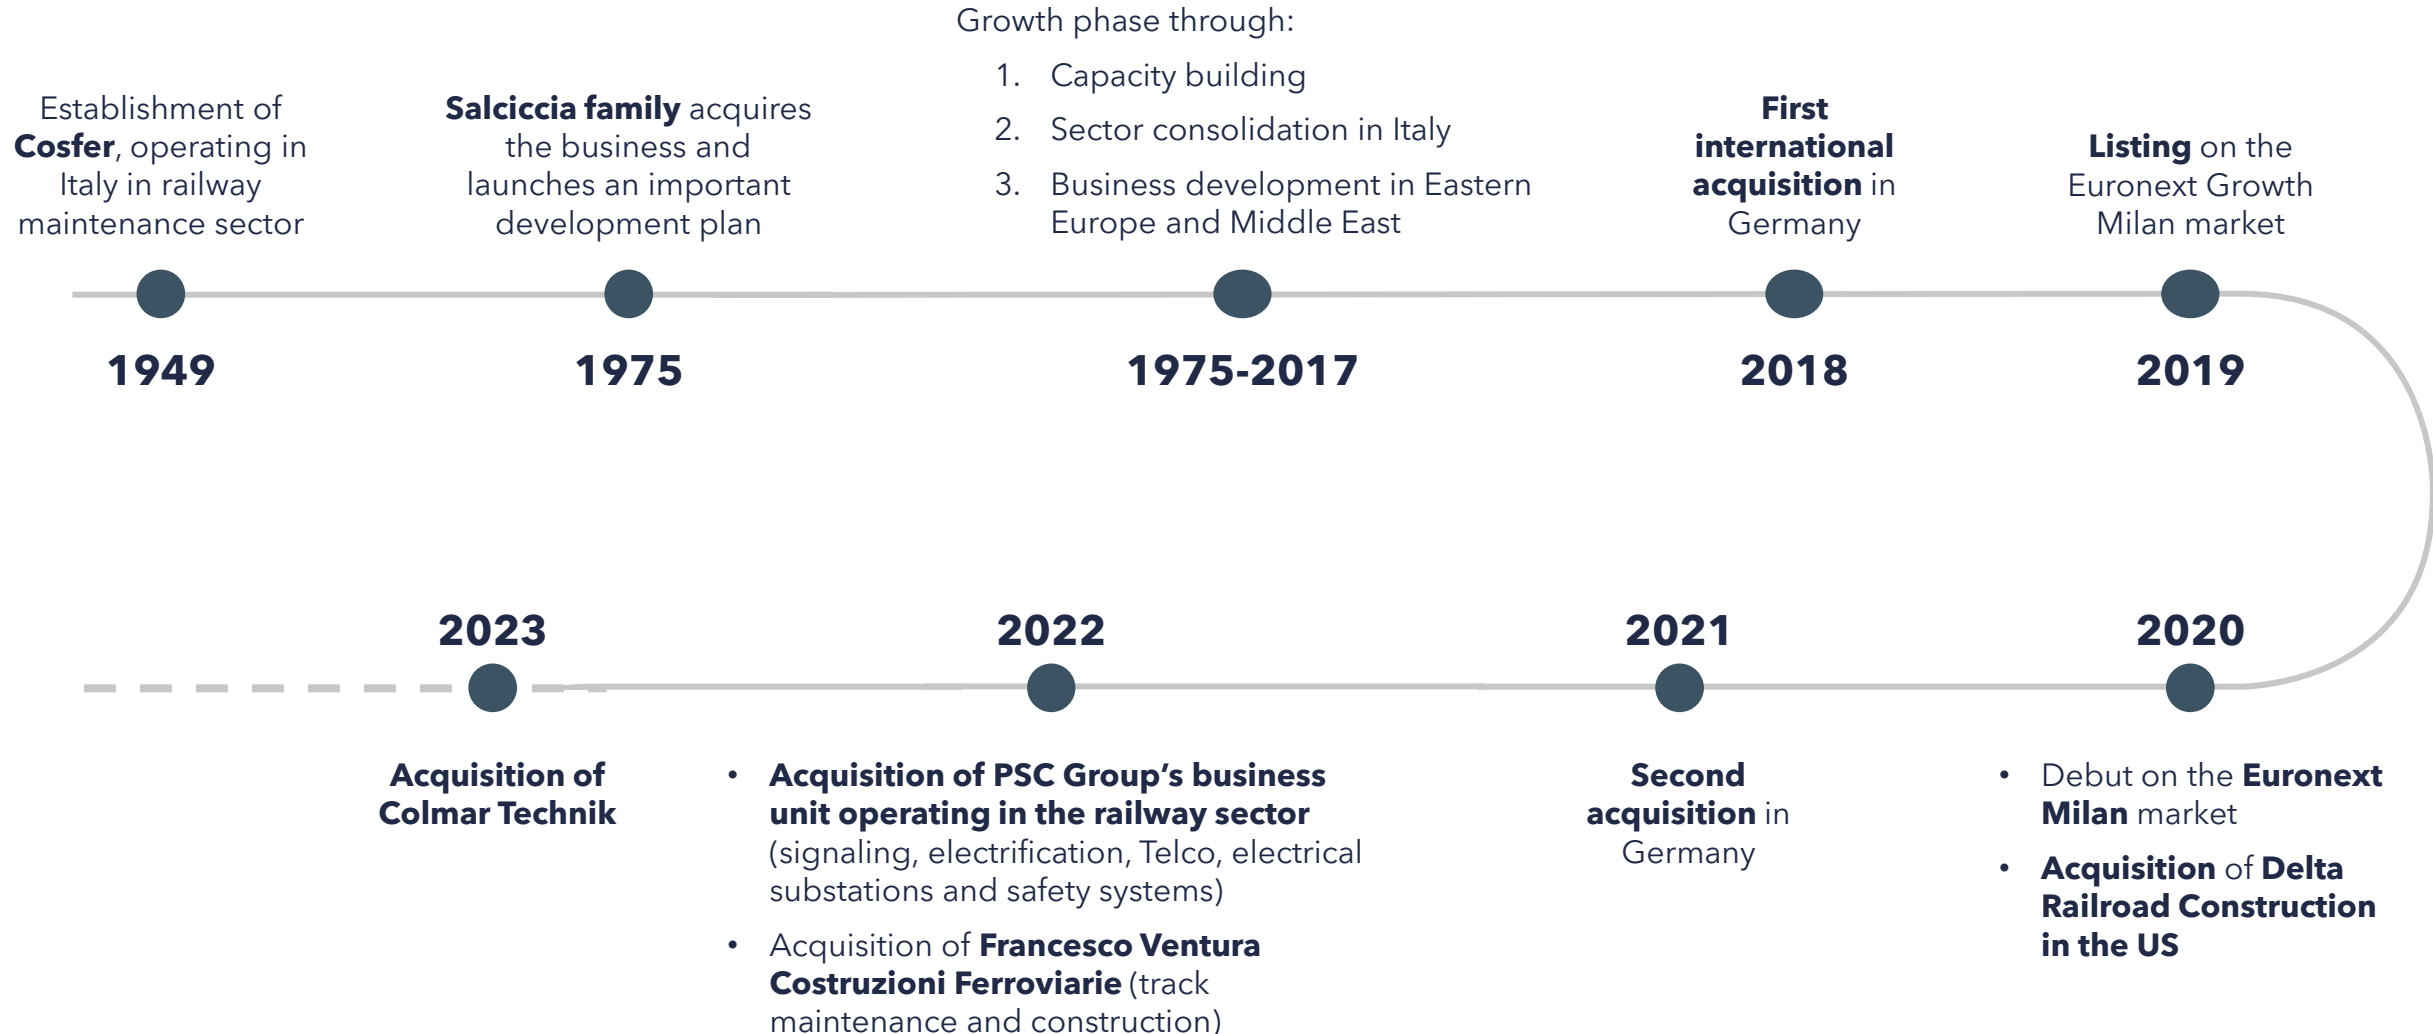 Establishment of
Cosfer, operating in
Italy in railway
maintenance sector
1949
Salciccia family acquires
the business and
launches an important
development plan
1975
Growth phase through:
1. Capacity building
2. Sector consolidation in Italy
3. Business development in Eastern
Europe and Middle East
1975-2017
First
international
acquisition in
Germany
2018
Listing on the
Euronext Growth
Milan market
2019
2020
• Debut on the Euronext
Milan market
• Acquisition of Delta
Railroad Construction
in the US
2021
Second
acquisition in
Germany
2022
• Acquisition of PSC Group’s business
unit operating in the railway sector
(signaling, electrification, Telco, electrical
substations and safety systems)
• Acquisition of Francesco Ventura
Costruzioni Ferroviarie (track
maintenance and construction)
2023
Acquisition of
Colmar Technik